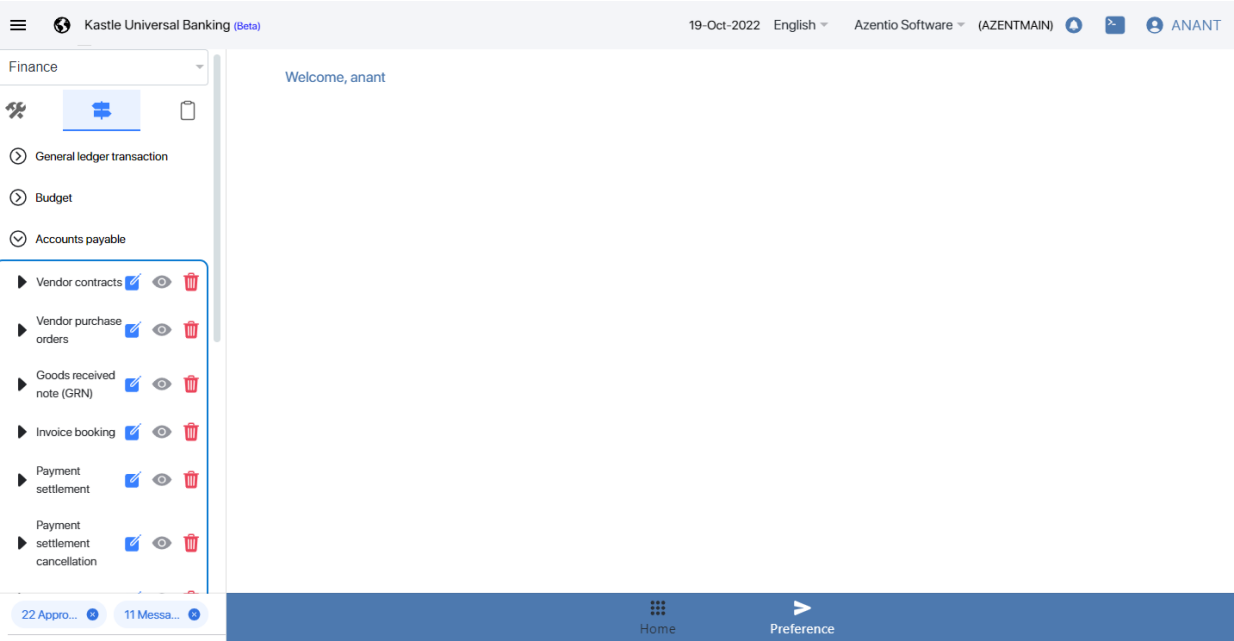 Kastle Universal Banking (Beta)
19-Oct-2022 English Azentio Software (AZENTMAIN) ANANT
Finance
Welcome, anant
General ledger transaction
Budget
Accounts payable
Vendor contracts
Vendor purchase
orders
Goods received
note (GRN)
Invoice booking
Payment
settlement
Payment
settlement
cancellation
22 Appro... 11 Messa...
Home Preference